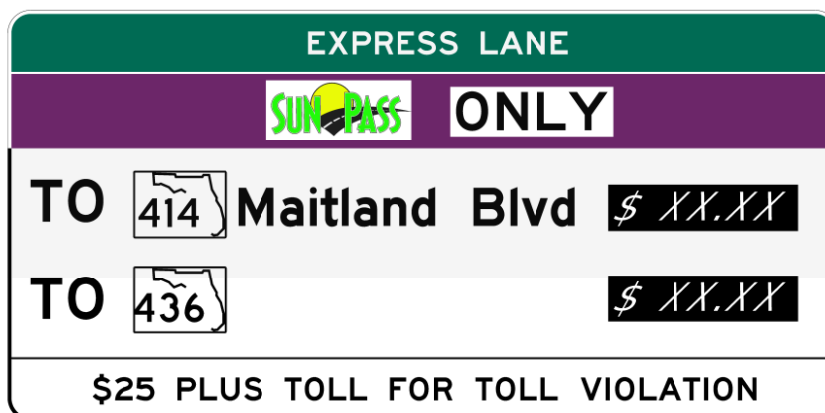 EXPRESS LANE
SUN PASS ONLY
TO 414 Maitland Blvd $ XX.XX
TO 436 $ XX.XX
$25 PLUS TOLL FOR TOLL VIOLATION